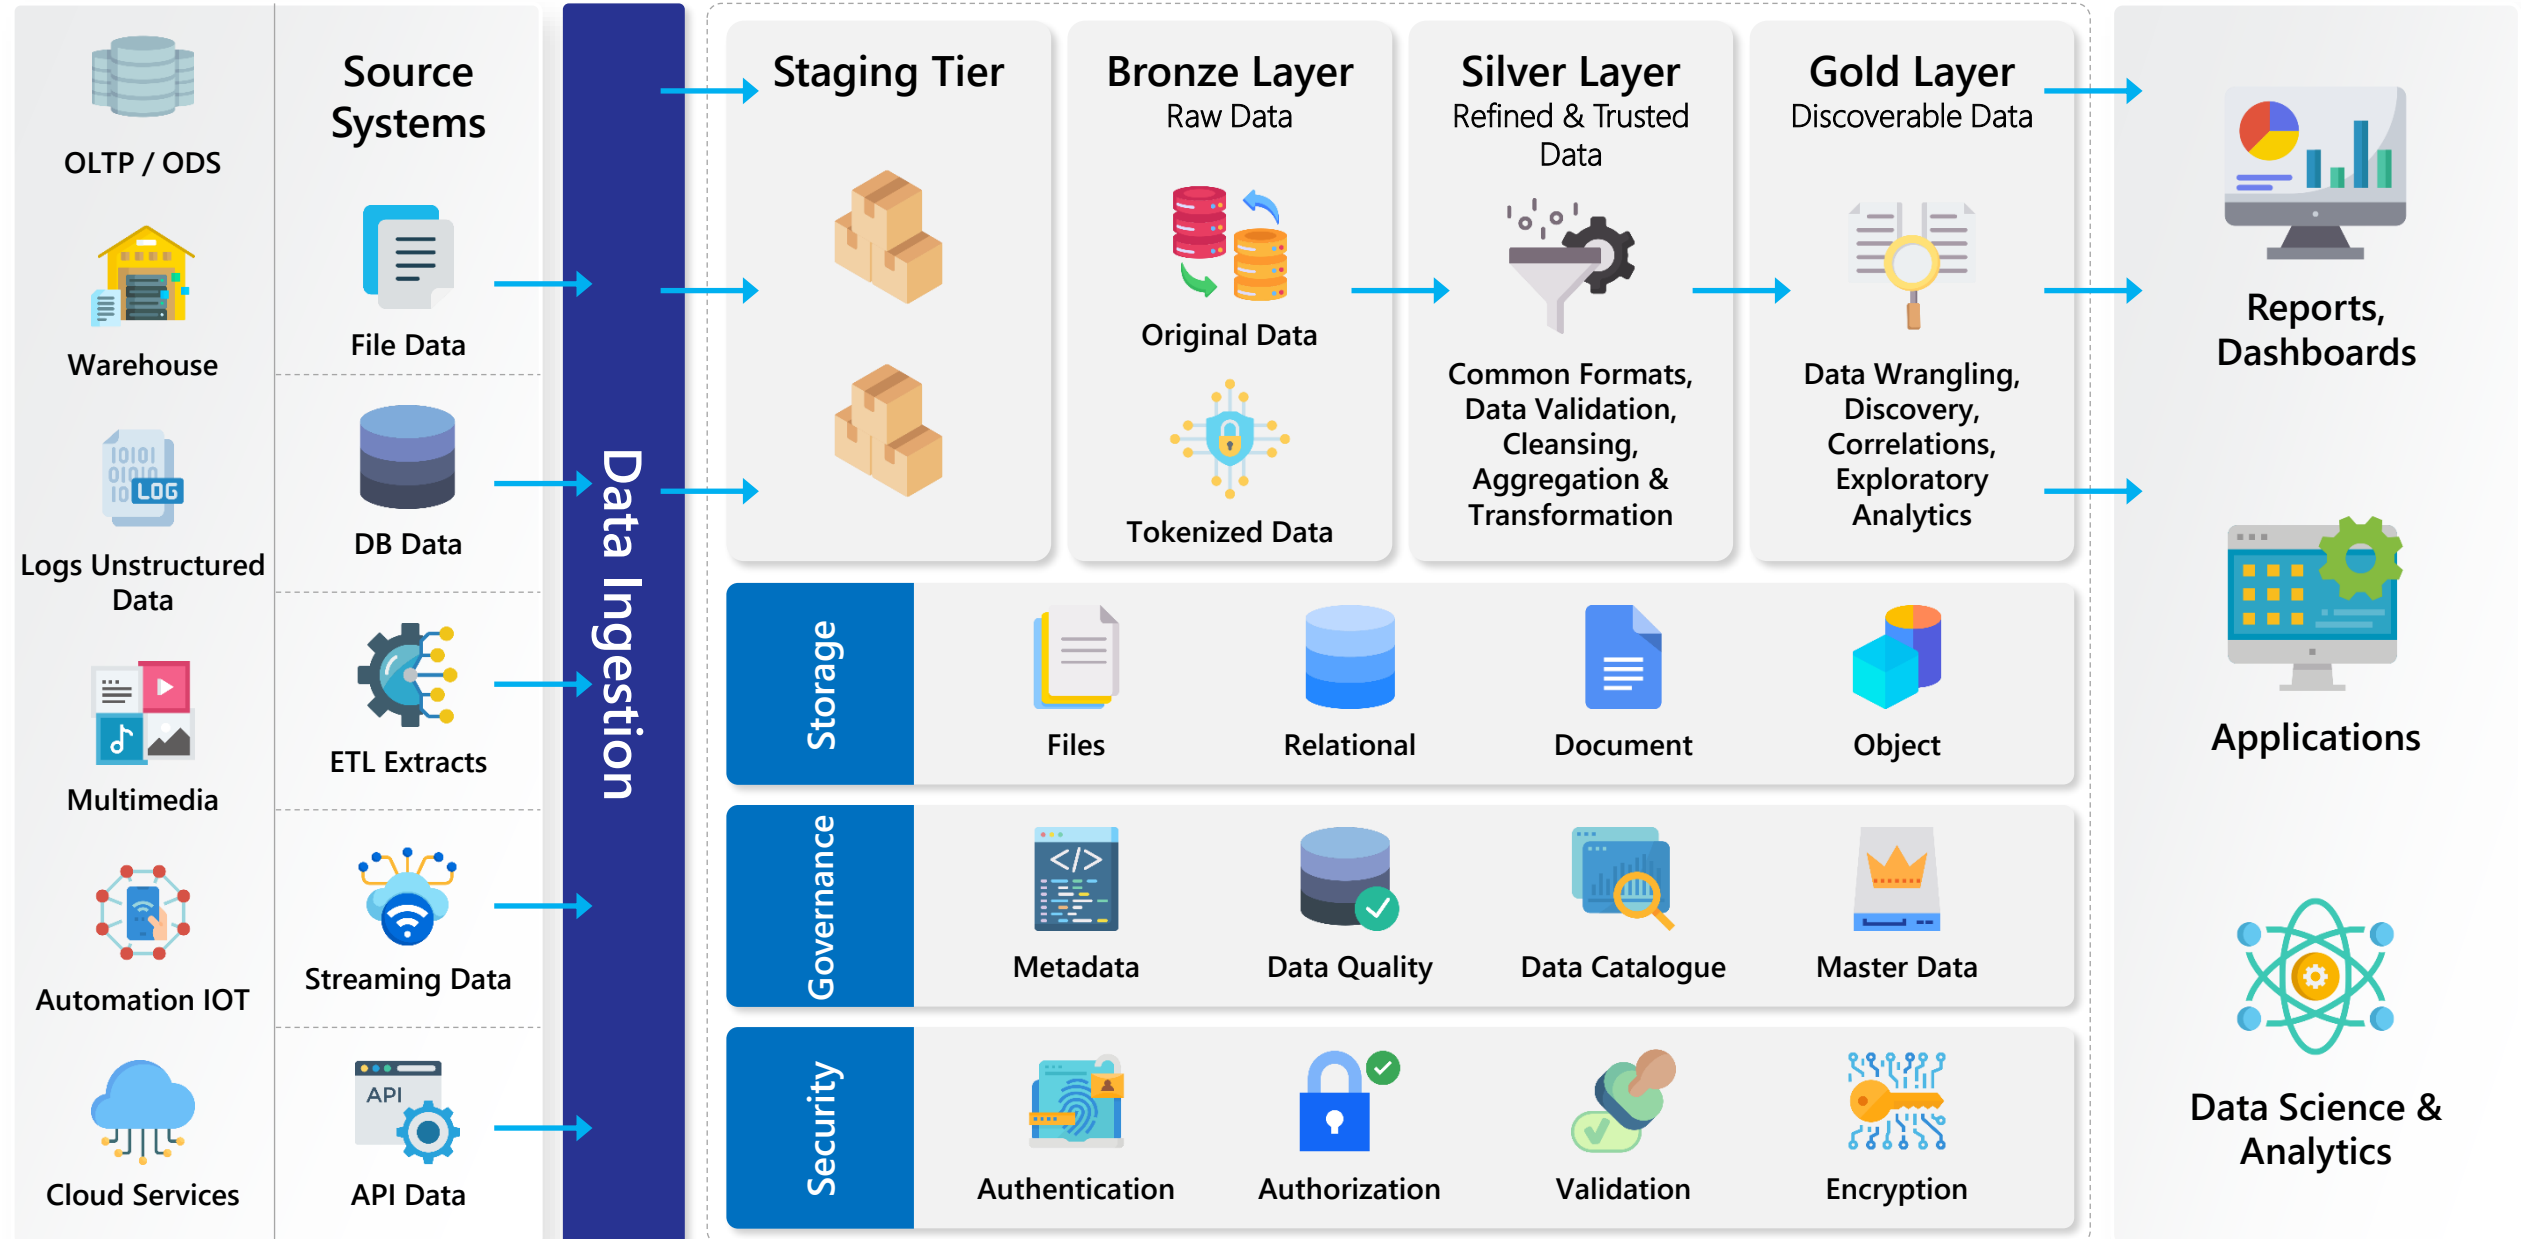 OLTP / ODS
Warehouse
10101
01010
10
LOG
Logs Unstructured
Data
Multimedia
Automation IOT
Cloud Services
Source
Systems
File Data
DB Data
ETL Extracts
Streaming Data
API
API Data
Data Ingestion
Staging Tier
Bronze Layer
Raw Data
Original Data
Tokenized Data
Silver Layer
Refined & Trusted
Data
Common Formats,
Data Validation,
Cleansing,
Aggregation &
Transformation
Gold Layer
Discoverable Data
Data Wrangling,
Discovery,
Correlations,
Exploratory
Analytics
Storage
Files
Relational
Document
Object
Governance
</>
Metadata
Data Quality
Data Catalogue
Master Data
Security
Authentication
Authorization
Validation
Encryption
Reports,
Dashboards
Applications
Data Science &
Analytics